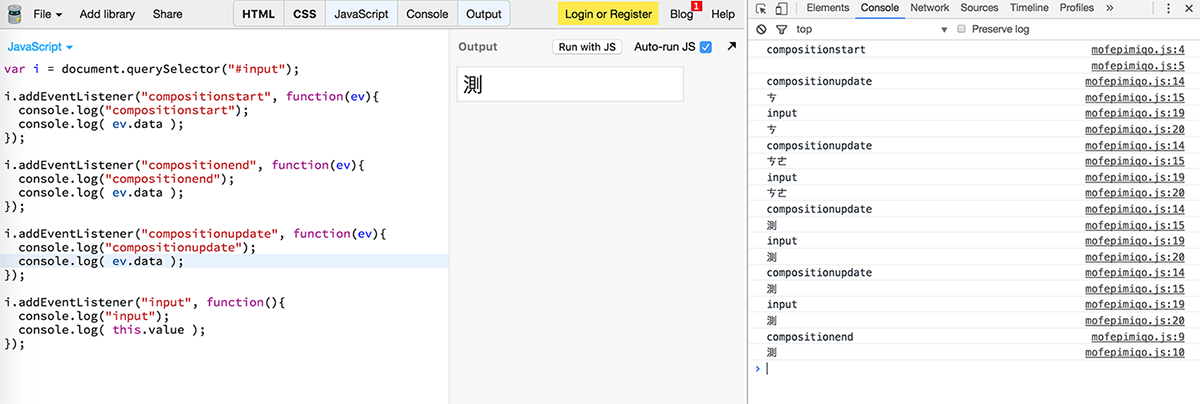 File Add library Share HTML CSS JavaScript Console Output Login or Register Blog 1 Help
JavaScript
var i = document.querySelector("#input");
i.addEventListener("compositionstart", function(ev){
console.log("compositionstart");
console.log( ev.data );
});
i.addEventListener("compositionend", function(ev){
console.log("compositionend");
console.log( ev.data );
});
i.addEventListener("compositionupdate", function(ev){
console.log("compositionupdate");
console.log( ev.data );
});
i.addEventListener("input", function(){
console.log("input");
console.log( this.value );
});
Output Run with JS Auto-run JS
測
Elements Console Network Sources Timeline Profiles »
top Preserve log
compositionstart mofepimiqo.js:4
mofepimiqo.js:5
compositionupdate mofepimiqo.js:14
ㄘ mofepimiqo.js:15
input mofepimiqo.js:19
ㄘ mofepimiqo.js:20
compositionupdate mofepimiqo.js:14
ㄘㄜ mofepimiqo.js:15
input mofepimiqo.js:19
ㄘㄜ mofepimiqo.js:20
compositionupdate mofepimiqo.js:14
測 mofepimiqo.js:15
input mofepimiqo.js:19
測 mofepimiqo.js:20
compositionupdate mofepimiqo.js:14
測 mofepimiqo.js:15
input mofepimiqo.js:19
測 mofepimiqo.js:20
compositionend mofepimiqo.js:9
測 mofepimiqo.js:10
>